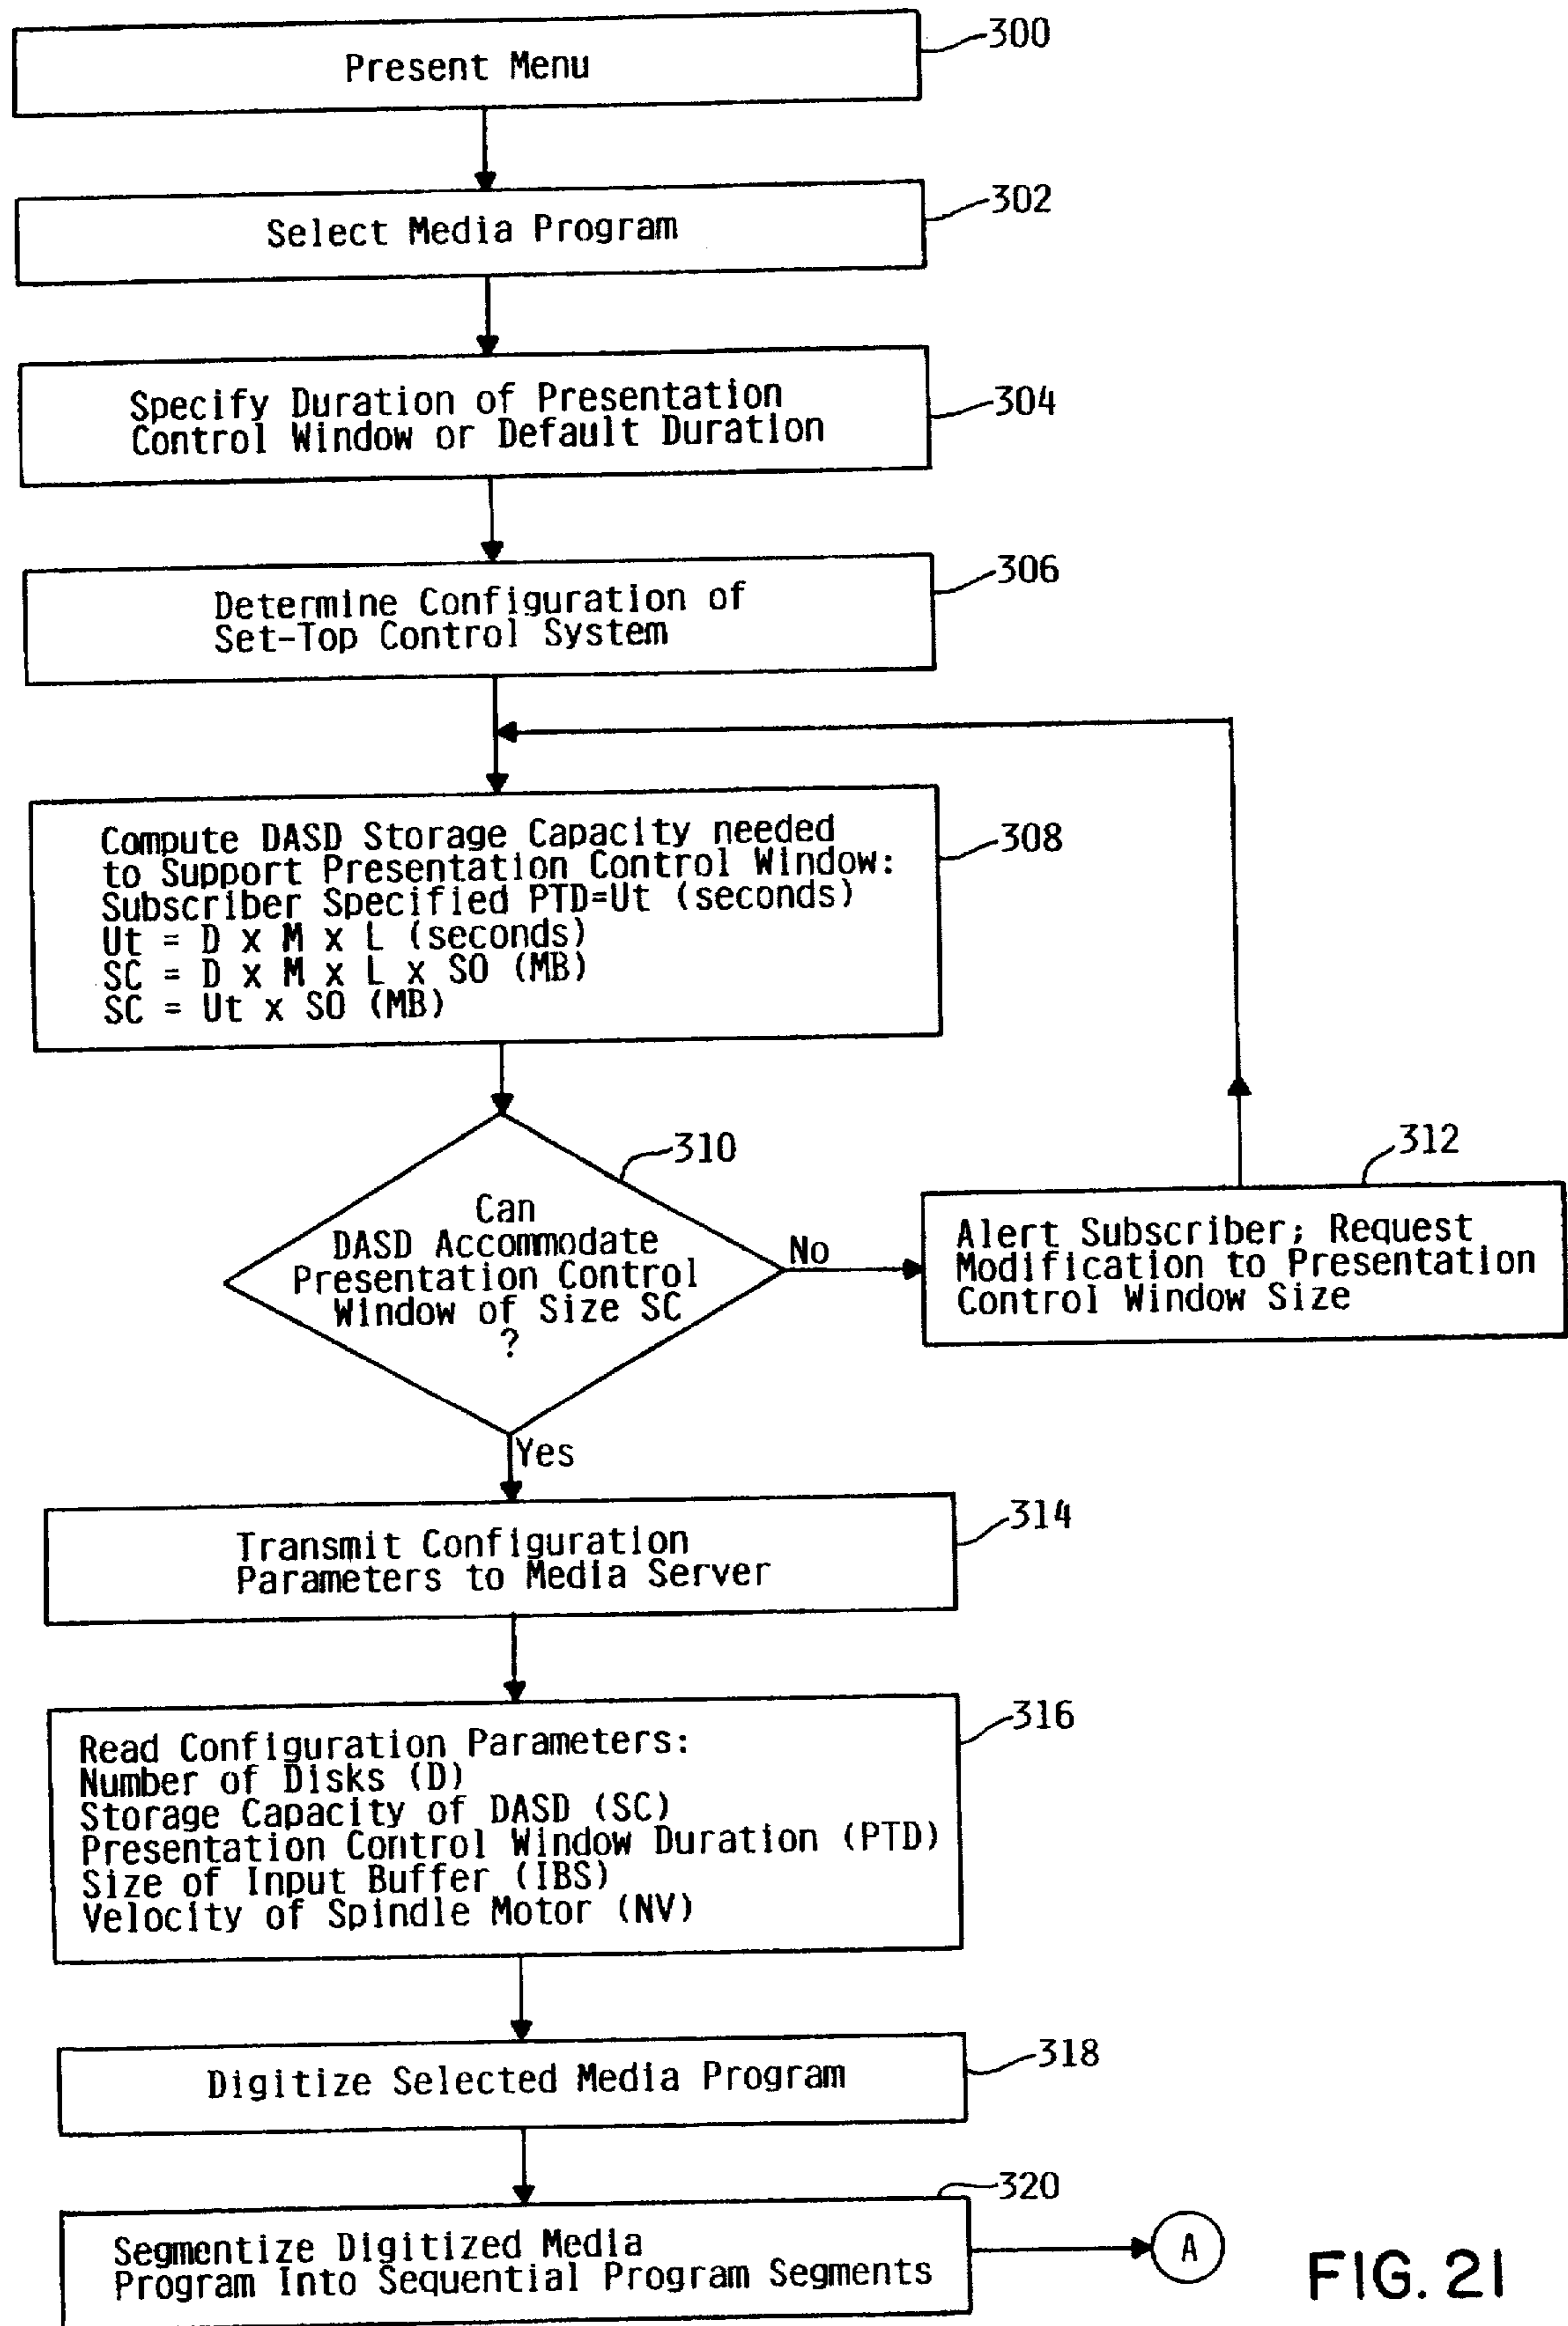 300
Present Menu
302
Select Media Program
304
Specify Duration of Presentation
Control Window or Default Duration
306
Determine Configuration of
Set-Top Control System
308
Compute DASD Storage Capacity needed
to Support Presentation Control Window:
Subscriber Specified PTD=Ut (seconds)
Ut = D x M x L (seconds)
SC = D x M x L x SO (MB)
SC = Ut x SO (MB)
310
Can
DASD Accommodate
Presentation Control
Window of Size SC
?
No
312
Alert Subscriber; Request
Modification to Presentation
Control Window Size
Yes
314
Transmit Configuration
Parameters to Media Server
316
Read Configuration Parameters:
Number of Disks (D)
Storage Capacity of DASD (SC)
Presentation Control Window Duration (PTD)
Size of Input Buffer (IBS)
Velocity of Spindle Motor (NV)
318
Digitize Selected Media Program
320
Segmentize Digitized Media
Program Into Sequential Program Segments
A
FIG. 21